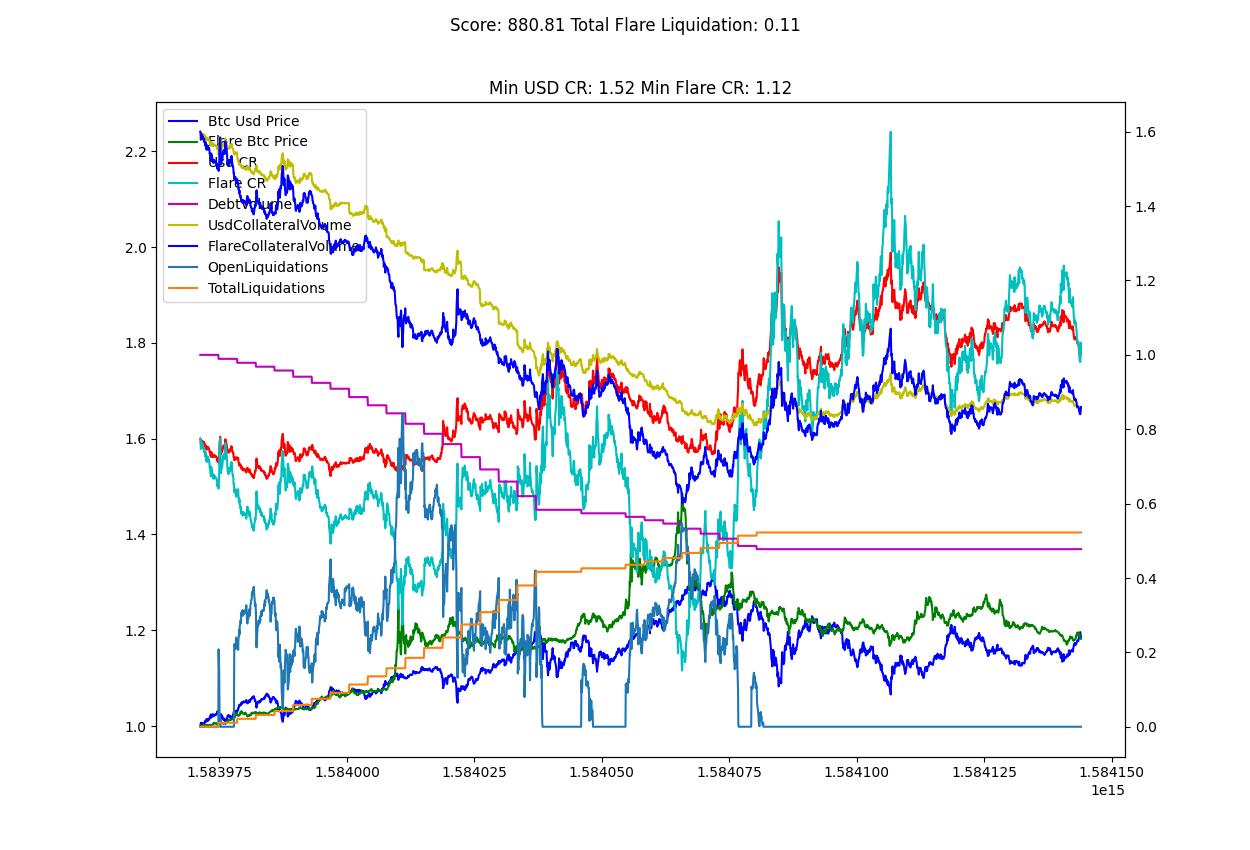 Score: 880.81 Total Flare Liquidation: 0.11
Min USD CR: 1.52 Min Flare CR: 1.12
Btc Usd Price
Flare Btc Price
Usd CR
Flare CR
DebtVolume
UsdCollateralVolume
FlareCollateralVolume
OpenLiquidations
TotalLiquidations
2.2
2.0
1.8
1.6
1.4
1.2
1.0
1.6
1.4
1.2
1.0
0.8
0.6
0.4
0.2
0.0
1.583975 1.584000 1.584025 1.584050 1.584075 1.584100 1.584125 1.584150
1e15